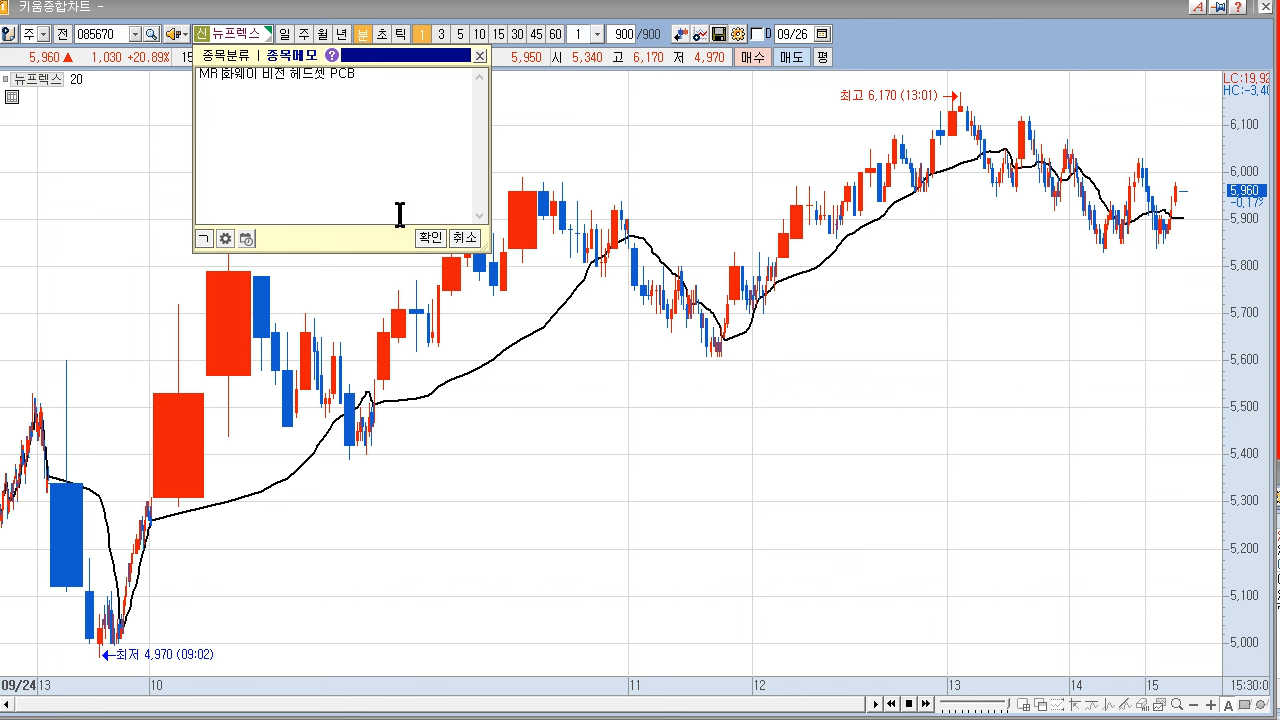 키움종합차트 -
주 전 085670 신 뉴프렉스 일 주 월 년 분 초 틱 1 3 5 10 15 30 45 60 1 900 /900 D 09/25
5,960 ▲ 1,030 +20.89% 15 5,950 시 5,340 고 6,170 저 4,970 매수 매도 평
종목분류 | 종목메모 ?
MR 화웨이 비전 헤드셋 PCB
ㄱ 확인 취소
뉴프렉스 20
LC:19.92
HC:-3.40
최고 6,170 (13:01)
6,100
6,000
5,960
5,900
5,800
5,700
5,600
5,500
5,400
5,300
5,200
5,100
5,000
최저 4,970 (09:02)
09/24 13 10 11 12 13 14 15 15:30:0
A